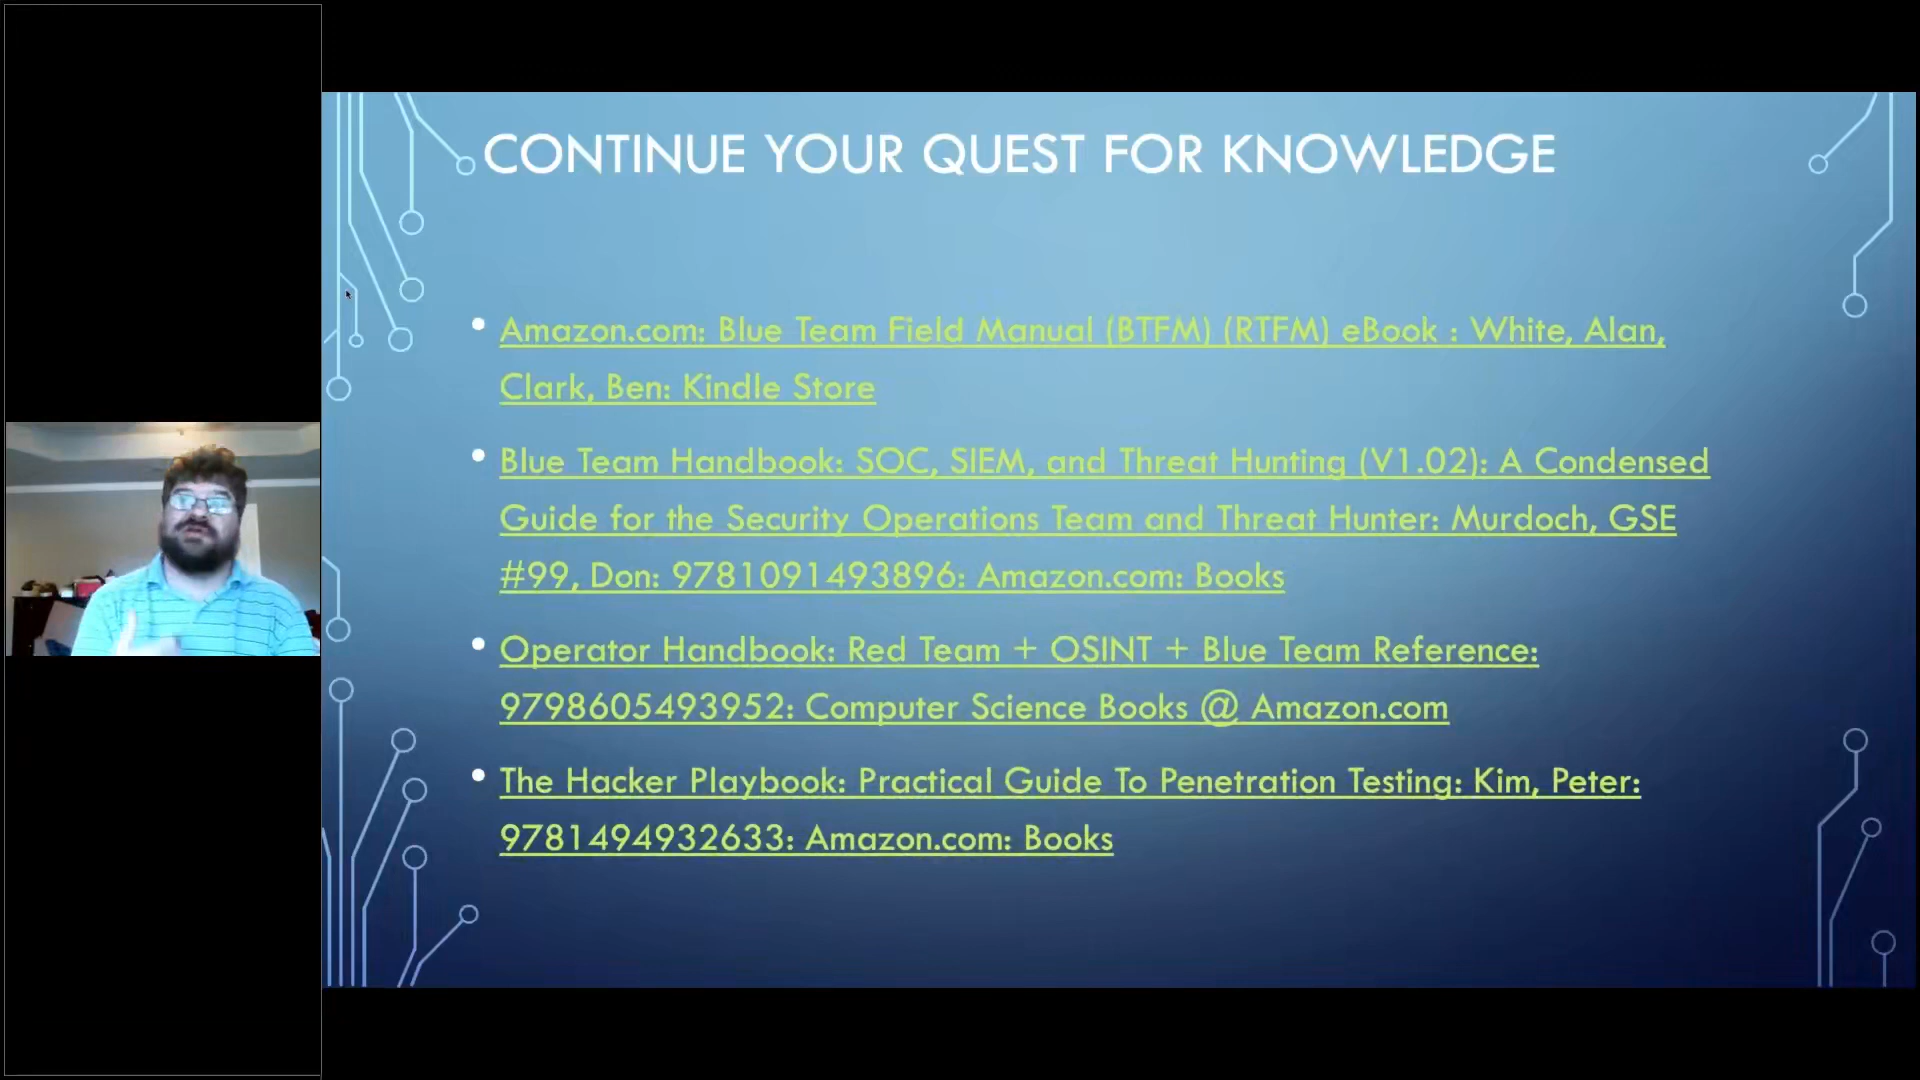 CONTINUE YOUR QUEST FOR KNOWLEDGE
• Amazon.com: Blue Team Field Manual (BTFM) (RTFM) eBook : White, Alan,
Clark, Ben: Kindle Store
• Blue Team Handbook: SOC, SIEM, and Threat Hunting (V1.02): A Condensed
Guide for the Security Operations Team and Threat Hunter: Murdoch, GSE
#99, Don: 9781091493896: Amazon.com: Books
• Operator Handbook: Red Team + OSINT + Blue Team Reference:
9798605493952: Computer Science Books @ Amazon.com
• The Hacker Playbook: Practical Guide To Penetration Testing: Kim, Peter:
9781494932633: Amazon.com: Books